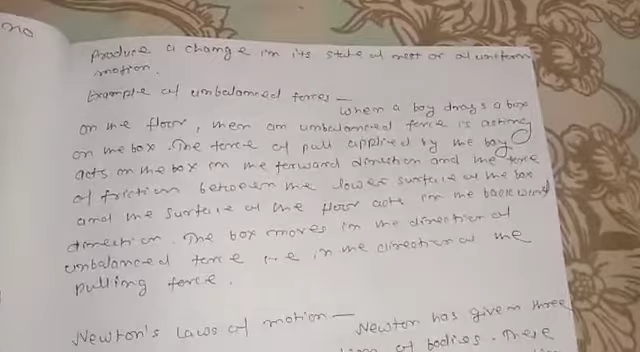 no
Produce a change in its state of rest or of uniform
motion.
Example of unbalanced forces —
When a boy drags a box
on the floor, then an unbalanced force is acting
on the box. The force of pull applied by the boy
acts on the box in the forward direction and the force
of friction between the lower surface of the box
and the surface of the floor acts in the backward
direction. The box moves in the direction of
unbalanced force i.e in the direction of the
pulling force.
Newton's Laws of motion —
Newton has given three
of bodies. These